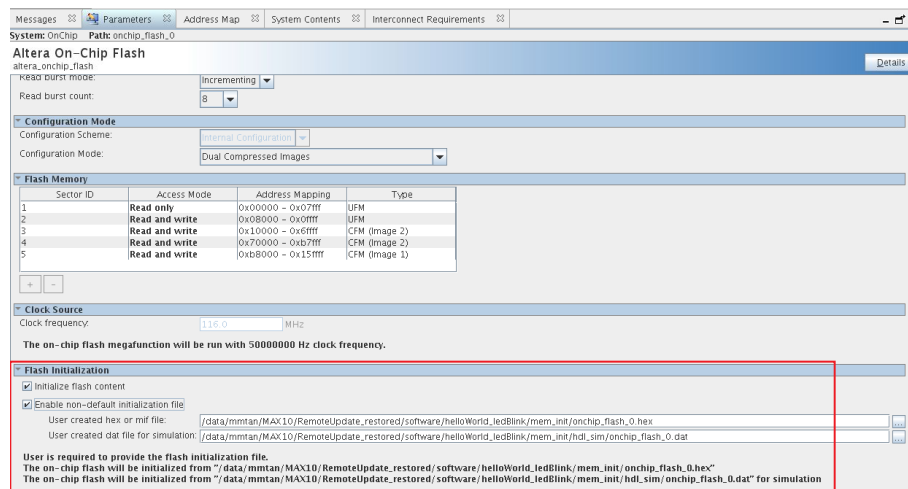 Messages Parameters Address Map System Contents Interconnect Requirements
System: OnChip Path: onchip_flash_0
Altera On-Chip Flash
altera_onchip_flash
Details
Read burst mode: Incrementing
Read burst count: 8
Configuration Mode
Configuration Scheme: Internal Configuration
Configuration Mode: Dual Compressed Images
Flash Memory
Sector ID Access Mode Address Mapping Type
1 Read only 0x00000 - 0x07fff UFM
2 Read and write 0x08000 - 0x0ffff UFM
3 Read and write 0x10000 - 0x6ffff CFM (Image 2)
4 Read and write 0x70000 - 0xb7fff CFM (Image 2)
5 Read and write 0xb8000 - 0x15ffff CFM (Image 1)
+ -
Clock Source
Clock frequency: 116.0 MHz
The on-chip flash megafunction will be run with 50000000 Hz clock frequency.
Flash Initialization
Initialize flash content
Enable non-default initialization file
User created hex or mif file: /data/mmtan/MAX10/RemoteUpdate_restored/software/helloWorld_ledBlink/mem_init/onchip_flash_0.hex ...
User created dat file for simulation: /data/mmtan/MAX10/RemoteUpdate_restored/software/helloWorld_ledBlink/mem_init/hdl_sim/onchip_flash_0.dat ...
User is required to provide the flash initialization file.
The on-chip flash will be initialized from "/data/mmtan/MAX10/RemoteUpdate_restored/software/helloWorld_ledBlink/mem_init/onchip_flash_0.hex"
The on-chip flash will be initialized from "/data/mmtan/MAX10/RemoteUpdate_restored/software/helloWorld_ledBlink/mem_init/hdl_sim/onchip_flash_0.dat" for simulation